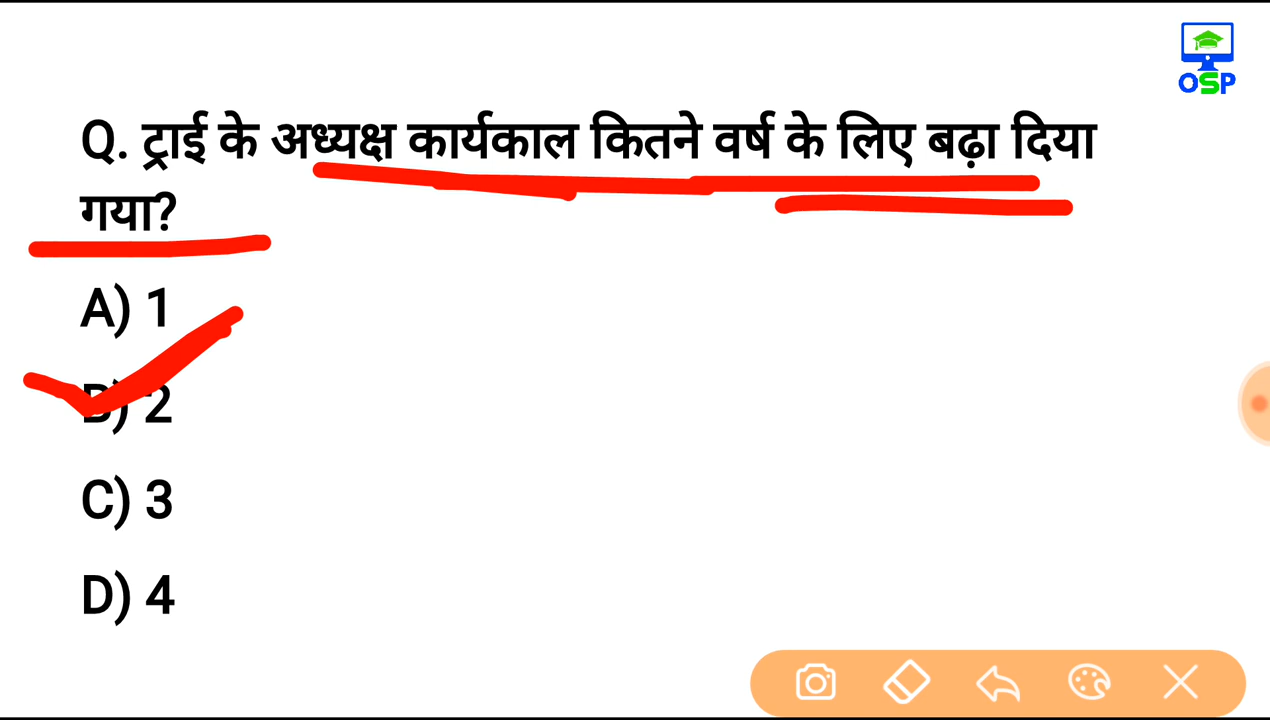 OSP
Q. ट्राई के अध्यक्ष कार्यकाल कितने वर्ष के लिए बढ़ा दिया
गया?
A) 1
B) 2
C) 3
D) 4